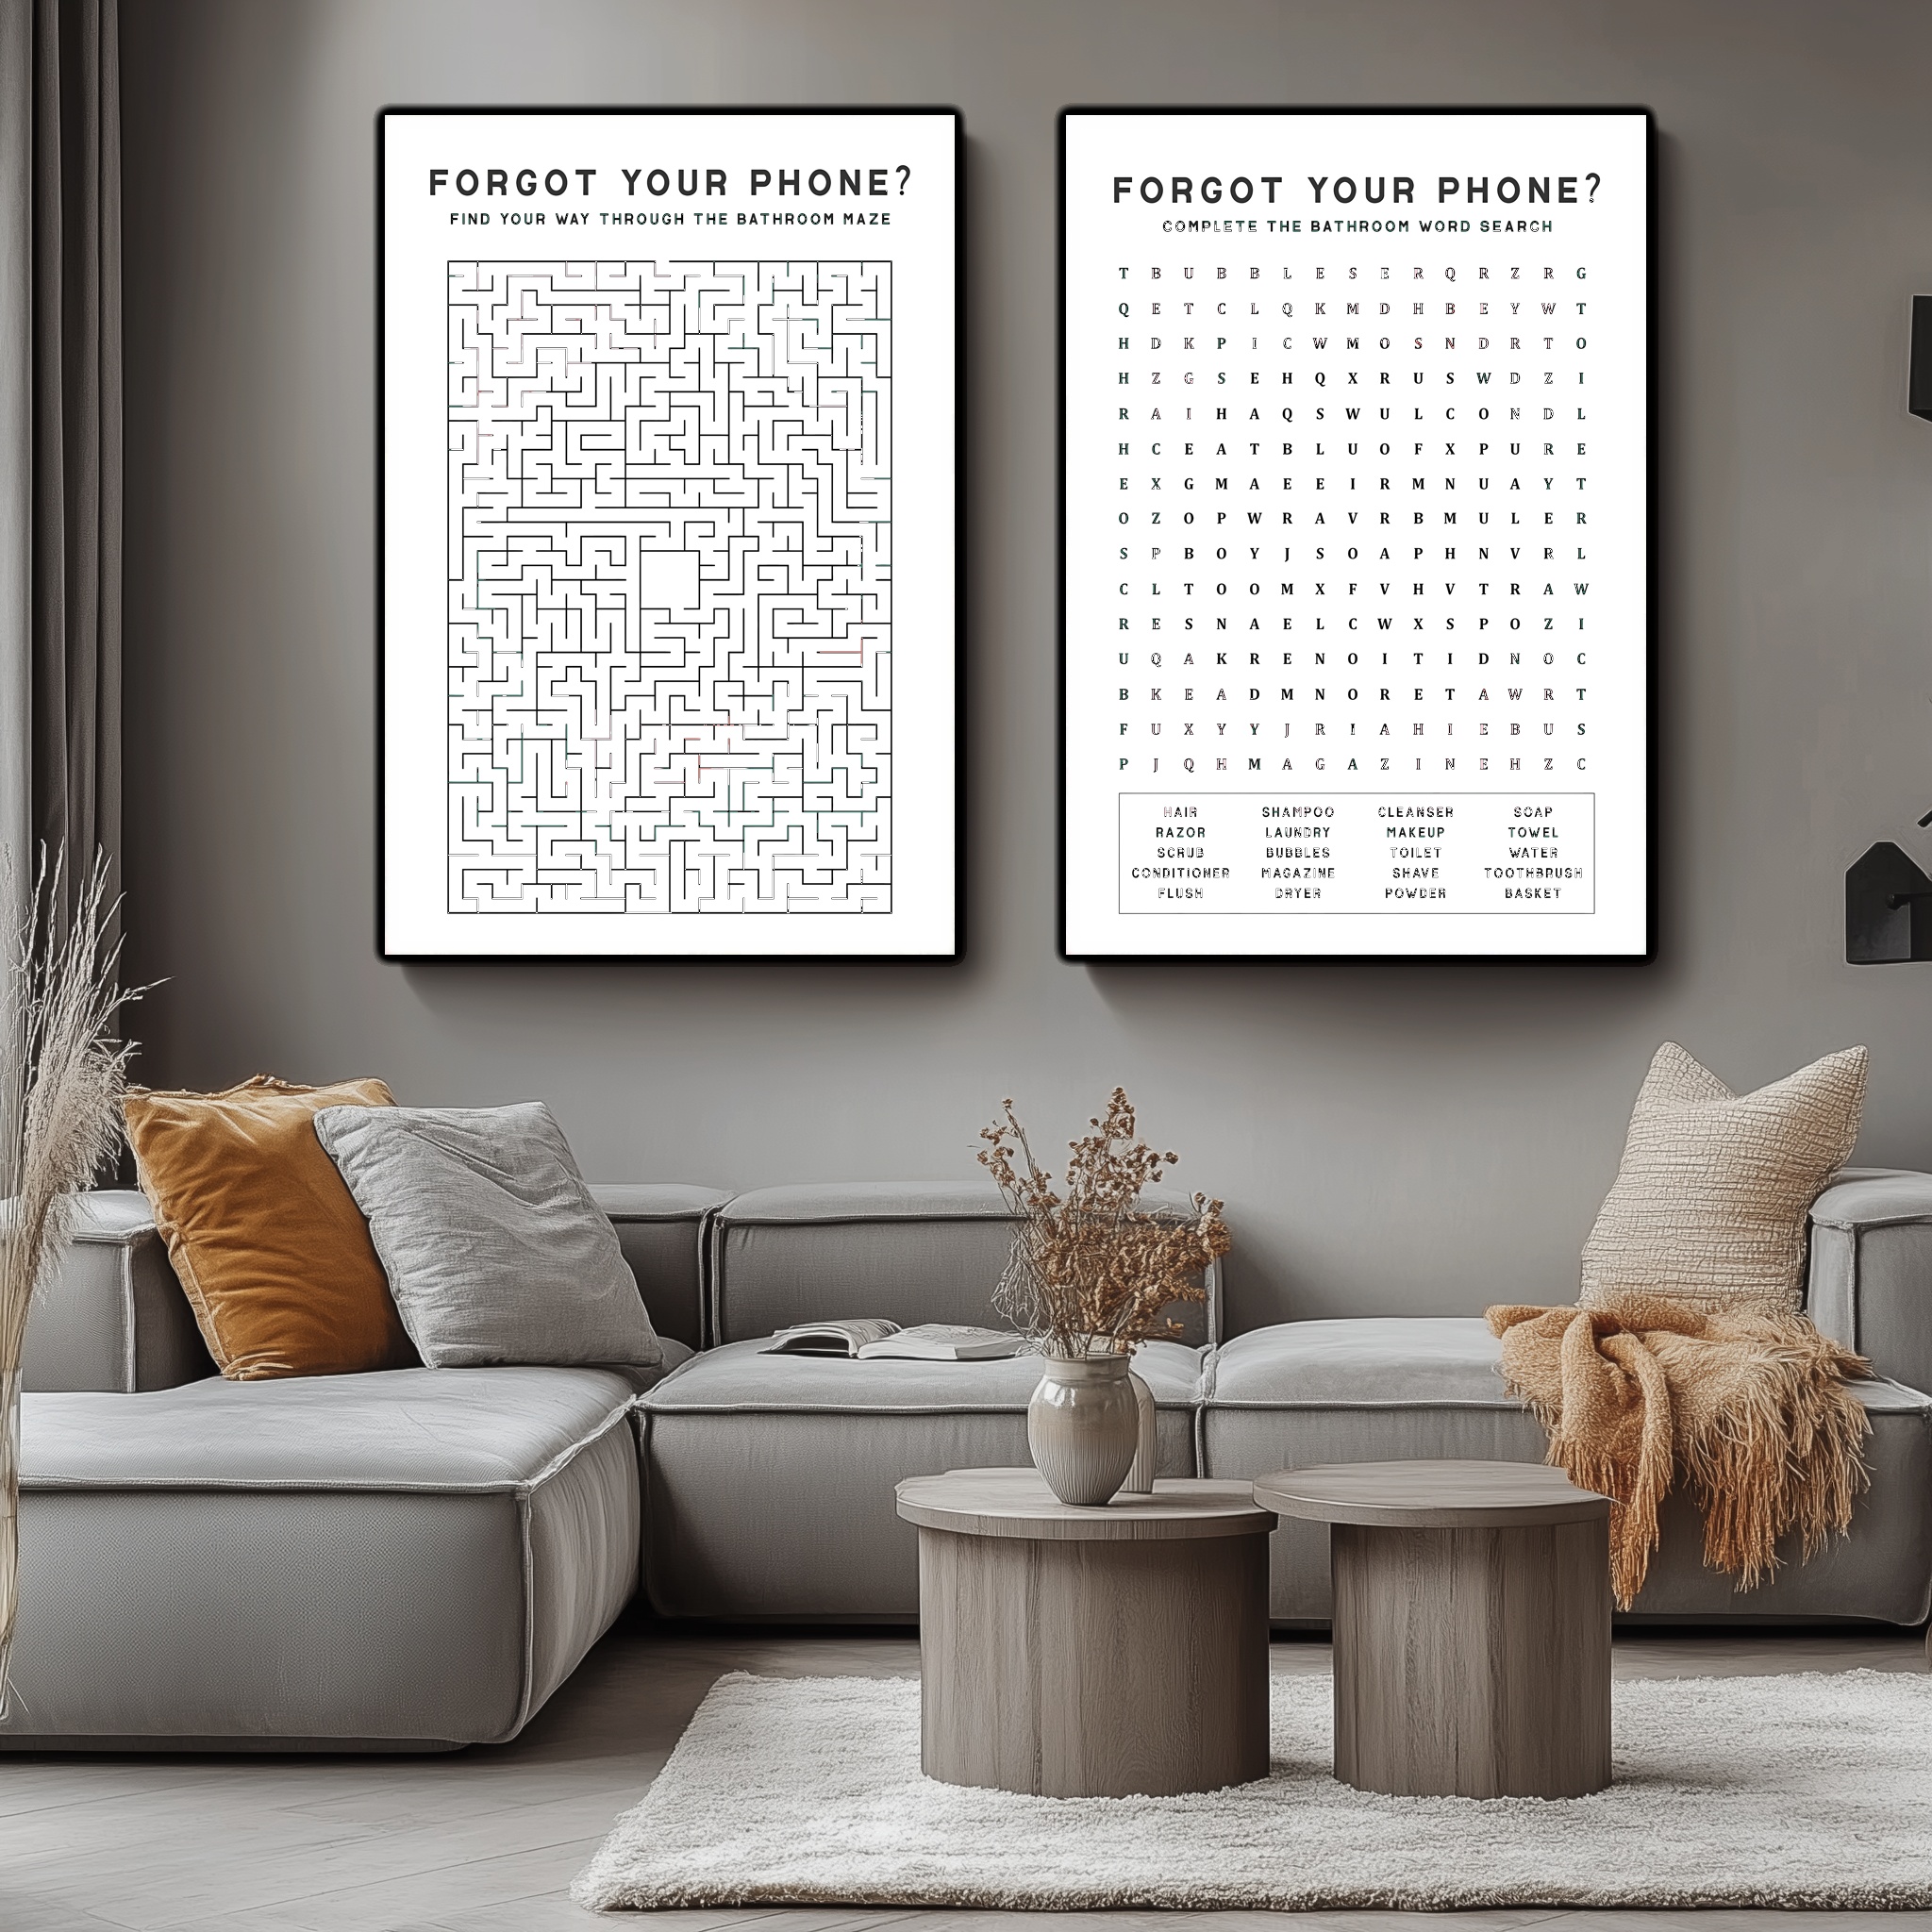 FORGOT YOUR PHONE?
FIND YOUR WAY THROUGH THE BATHROOM MAZE
FORGOT YOUR PHONE?
COMPLETE THE BATHROOM WORD SEARCH
T B U B B L E S E R Q R Z R G
Q E T C L Q K M D H B E Y W T
H D K P I C W M O S N D R T O
H Z G S E H Q X R U S W D Z I
R A I H A Q S W U L C O N D L
H C E A T B L U O F X P U R E
E X G M A E E I R M N U A Y T
O Z O P W R A V R B M U L E R
S P B O Y J S O A P H N V R L
C L T O O M X F V H V T R A W
R E S N A E L C W X S P O Z I
U Q A K R E N O I T I D N O C
B K E A D M N O R E T A W R T
F U X Y Y J R I A H I E B U S
P J Q H M A G A Z I N E H Z C
HAIR SHAMPOO CLEANSER SOAP
RAZOR LAUNDRY MAKEUP TOWEL
SCRUB BUBBLES TOILET WATER
CONDITIONER MAGAZINE SHAVE TOOTHBRUSH
FLUSH DRYER POWDER BASKET